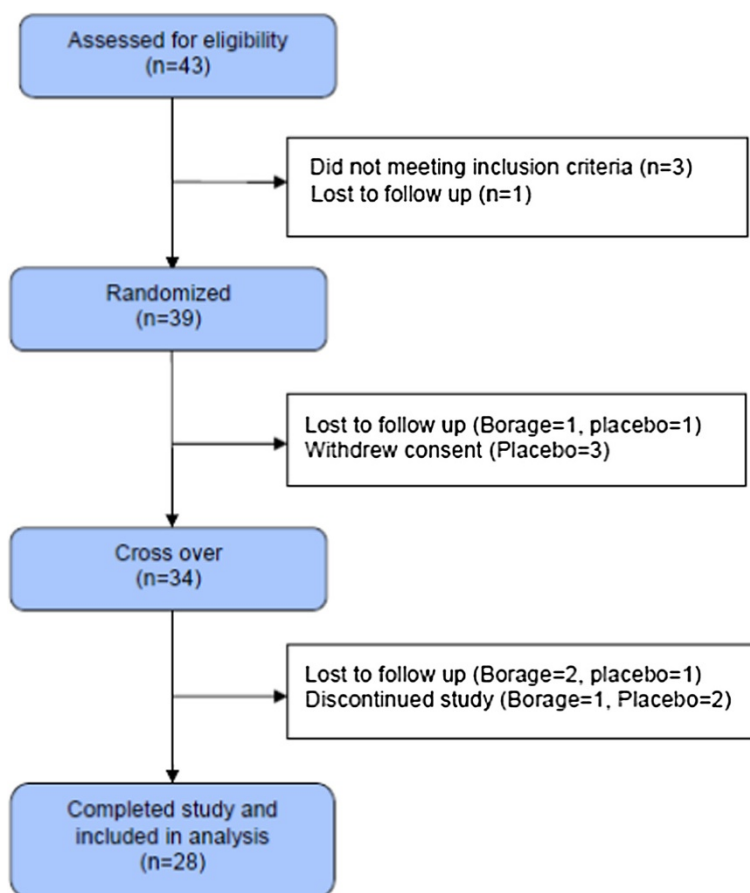 Assessed for eligibility
(n=43)
Did not meeting inclusion criteria (n=3)
Lost to follow up (n=1)
Randomized
(n=39)
Lost to follow up (Borage=1, placebo=1)
Withdrew consent (Placebo=3)
Cross over
(n=34)
Lost to follow up (Borage=2, placebo=1)
Discontinued study (Borage=1, Placebo=2)
Completed study and
included in analysis
(n=28)